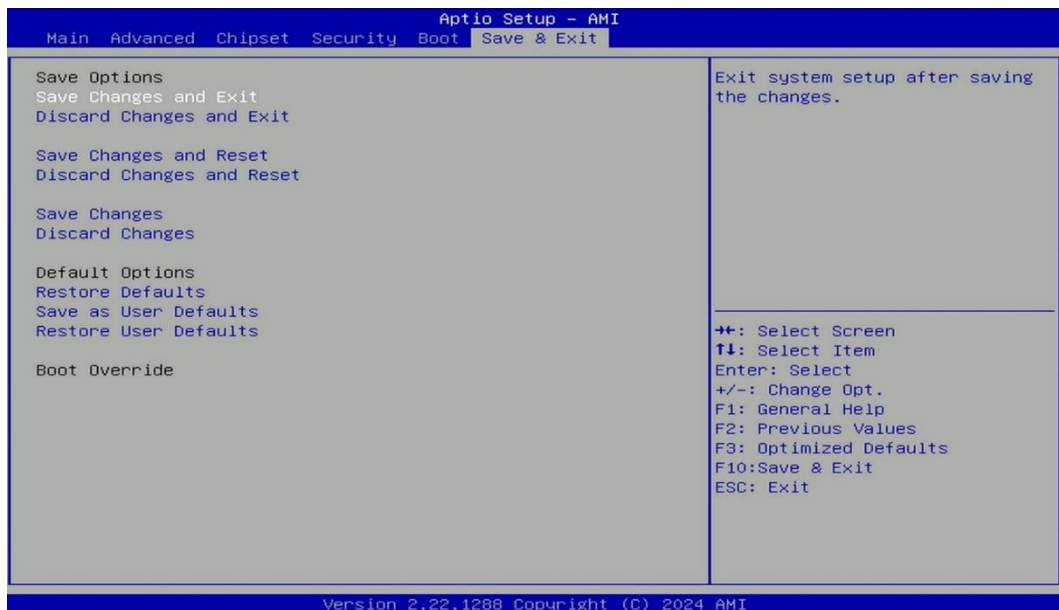 Aptio Setup – AMI
Main Advanced Chipset Security Boot Save & Exit
Save Options
Save Changes and Exit
Discard Changes and Exit
Save Changes and Reset
Discard Changes and Reset
Save Changes
Discard Changes
Default Options
Restore Defaults
Save as User Defaults
Restore User Defaults
Boot Override
Exit system setup after saving
the changes.
→←: Select Screen
↑↓: Select Item
Enter: Select
+/-: Change Opt.
F1: General Help
F2: Previous Values
F3: Optimized Defaults
F10:Save & Exit
ESC: Exit
Version 2.22.1288 Copyright (C) 2024 AMI